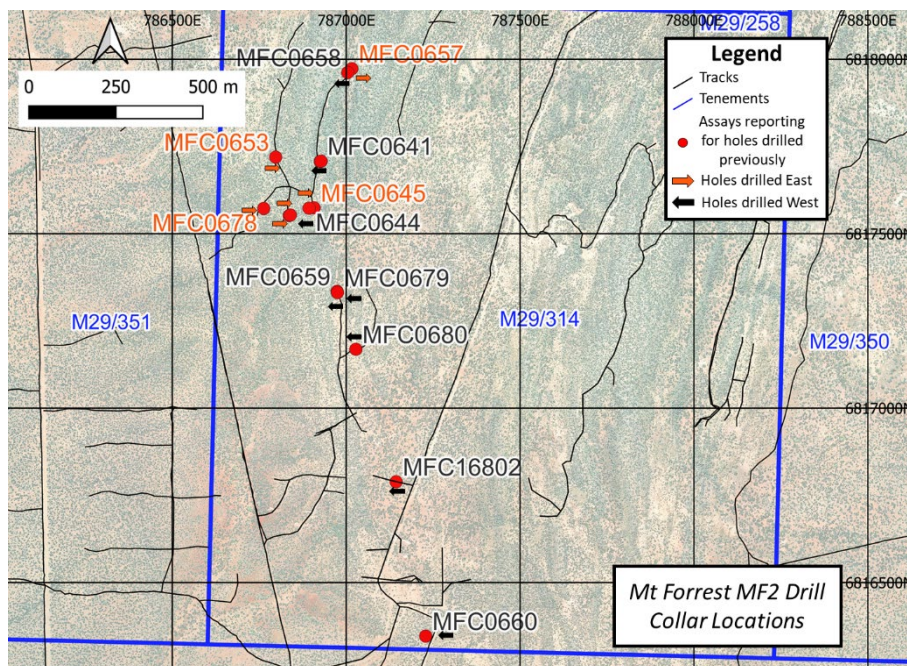 786500E
787000E
787500E
788000E
788500E
M29/258
0 250 500 m
MFC0658
MFC0657
6818000N
Legend
Tracks
Tenements
Assays reporting
for holes drilled
previously
Holes drilled East
Holes drilled West
MFC0653
MFC0641
MFC0645
MFC0678
MFC0644
6817500N
MFC0659
MFC0679
M29/351
MFC0680
M29/314
M29/350
6817000N
MFC16802
6816500N
Mt Forrest MF2 Drill
Collar Locations
MFC0660